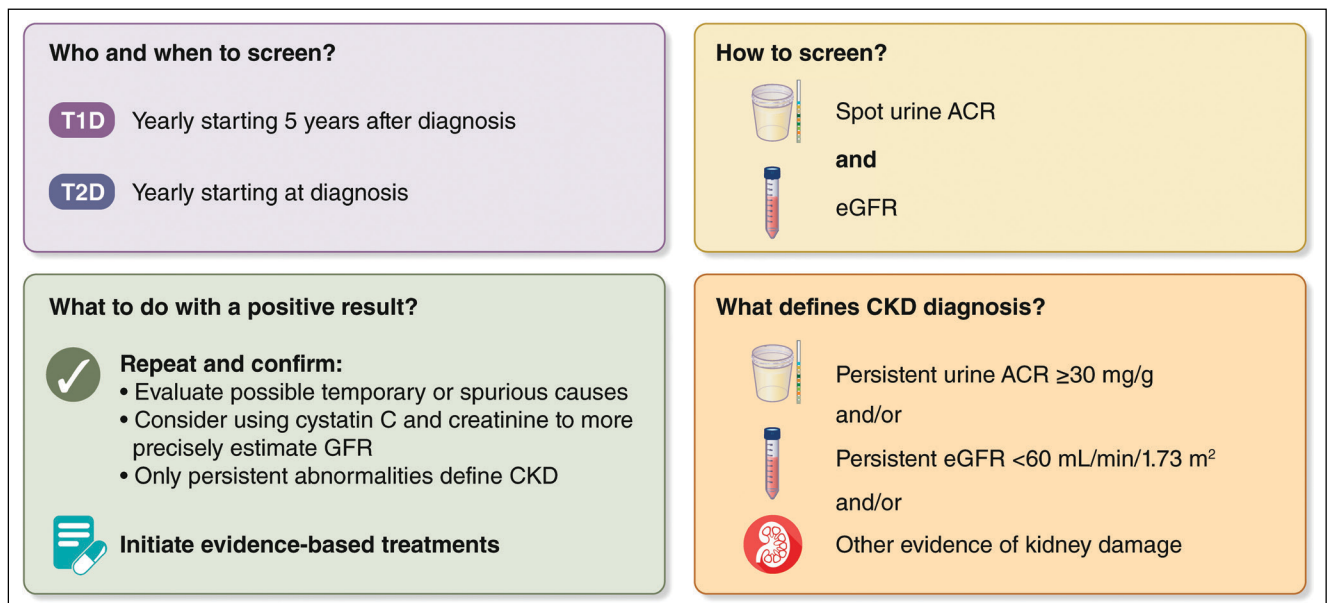 Who and when to screen?
T1D Yearly starting 5 years after diagnosis
T2D Yearly starting at diagnosis
How to screen?
Spot urine ACR
and
eGFR
What to do with a positive result?
Repeat and confirm:
• Evaluate possible temporary or spurious causes
• Consider using cystatin C and creatinine to more
precisely estimate GFR
• Only persistent abnormalities define CKD
Initiate evidence-based treatments
What defines CKD diagnosis?
Persistent urine ACR ≥30 mg/g
and/or
Persistent eGFR <60 mL/min/1.73 m²
and/or
Other evidence of kidney damage